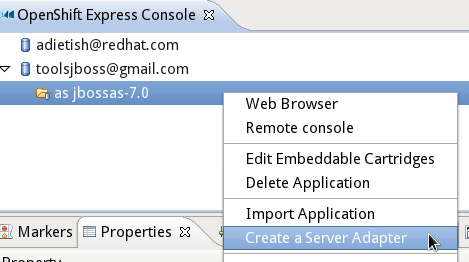 OpenShift Express Console
adietish@redhat.com
toolsjboss@gmail.com
as jbossas-7.0
Web Browser
Remote console
Edit Embeddable Cartridges
Delete Application
Import Application
Create a Server Adapter
Markers Properties
Property